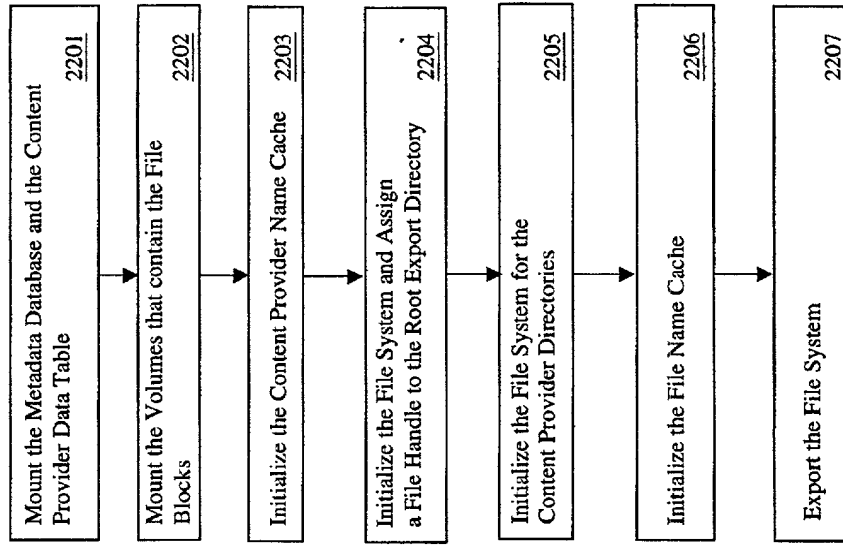 Mount the Metadata Database and the Content
Provider Data Table
2201
Mount the Volumes that contain the File
Blocks
2202
Initialize the Content Provider Name Cache
2203
Initialize the File System and Assign
a File Handle to the Root Export Directory
2204
Initialize the File System for the
Content Provider Directories
2205
Initialize the File Name Cache
2206
Export the File System
2207